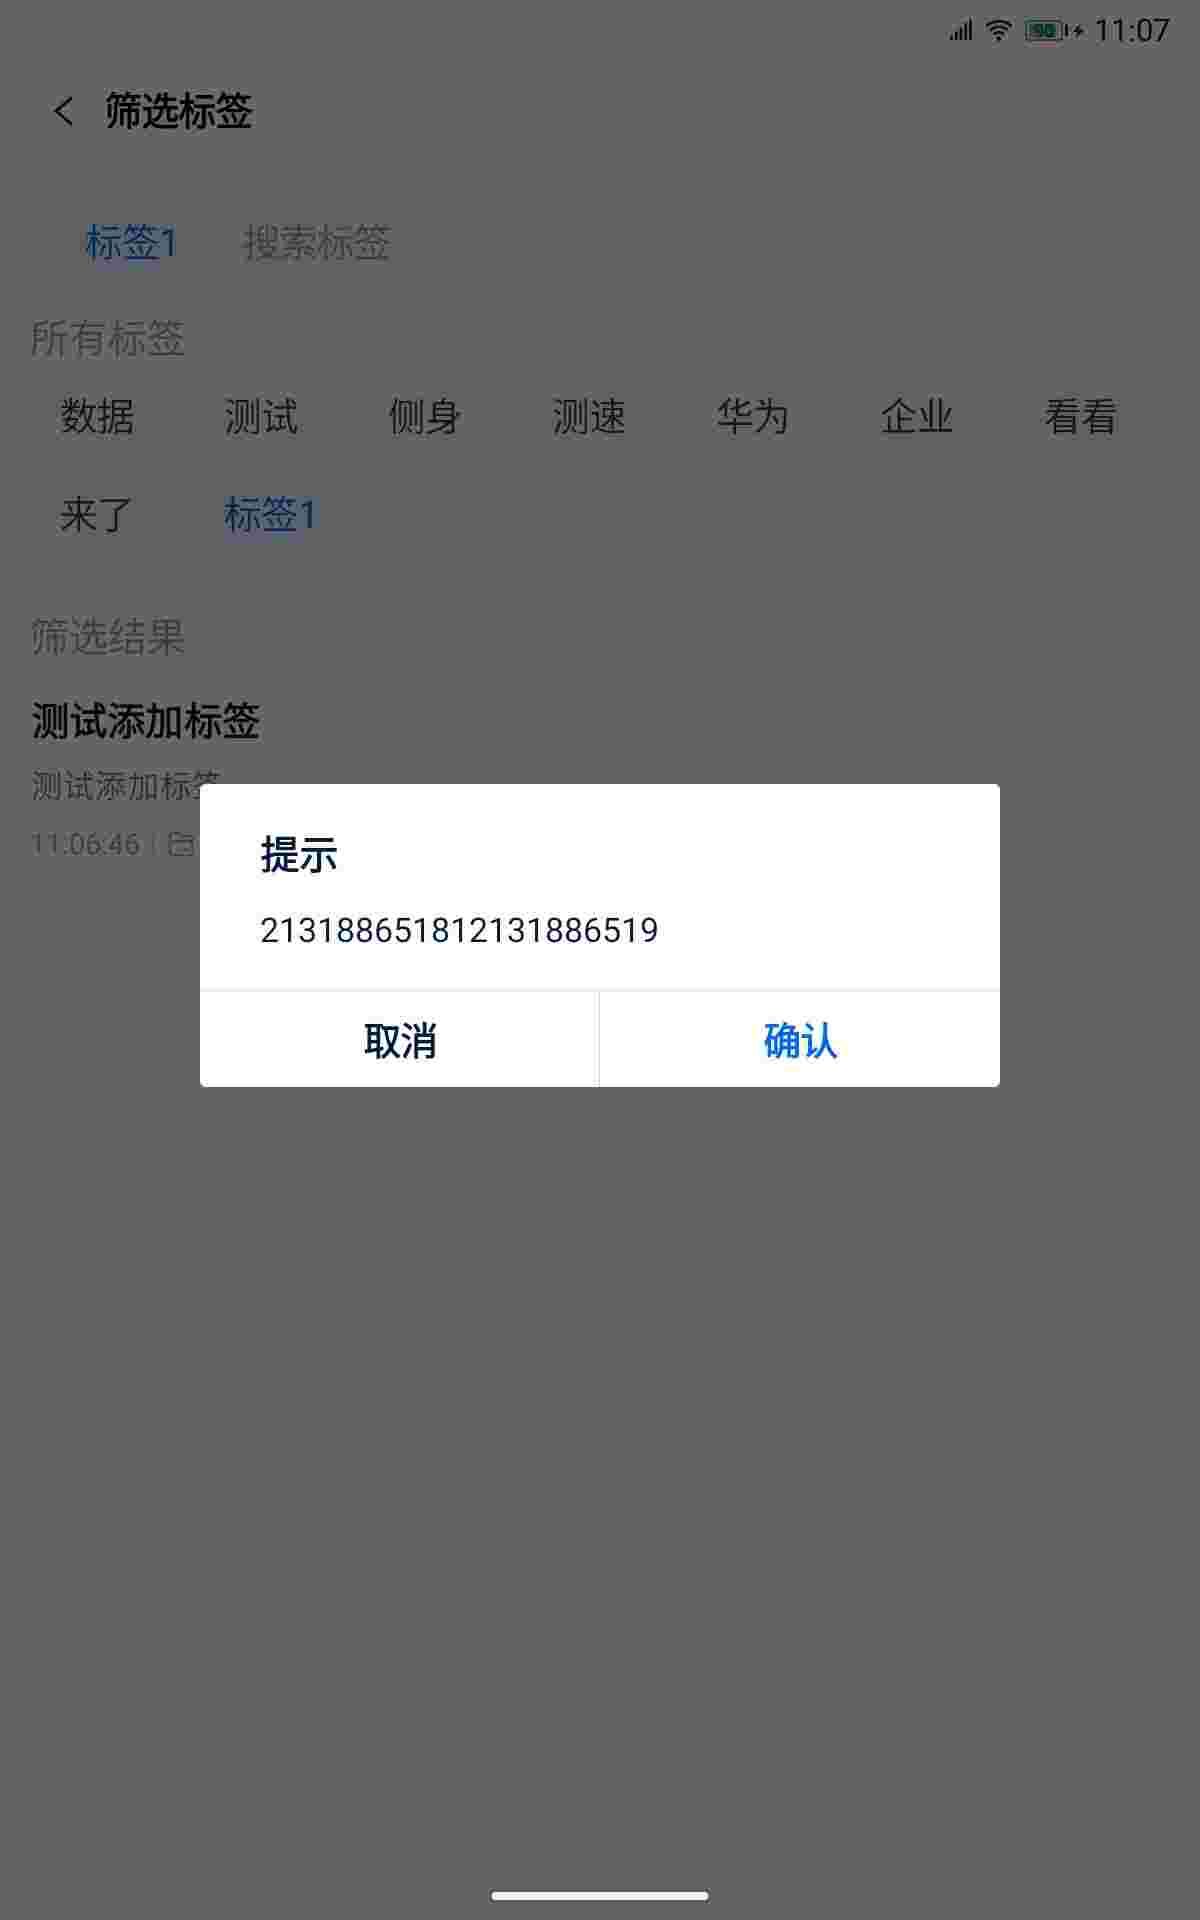 90 11:07
筛选标签
标签1 搜索标签
所有标签
数据 测试 侧身 测速 华为 企业 看看
来了 标签1
筛选结果
测试添加标签
测试添加标签
11:06:46
提示
213188651812131886519
取消 确认